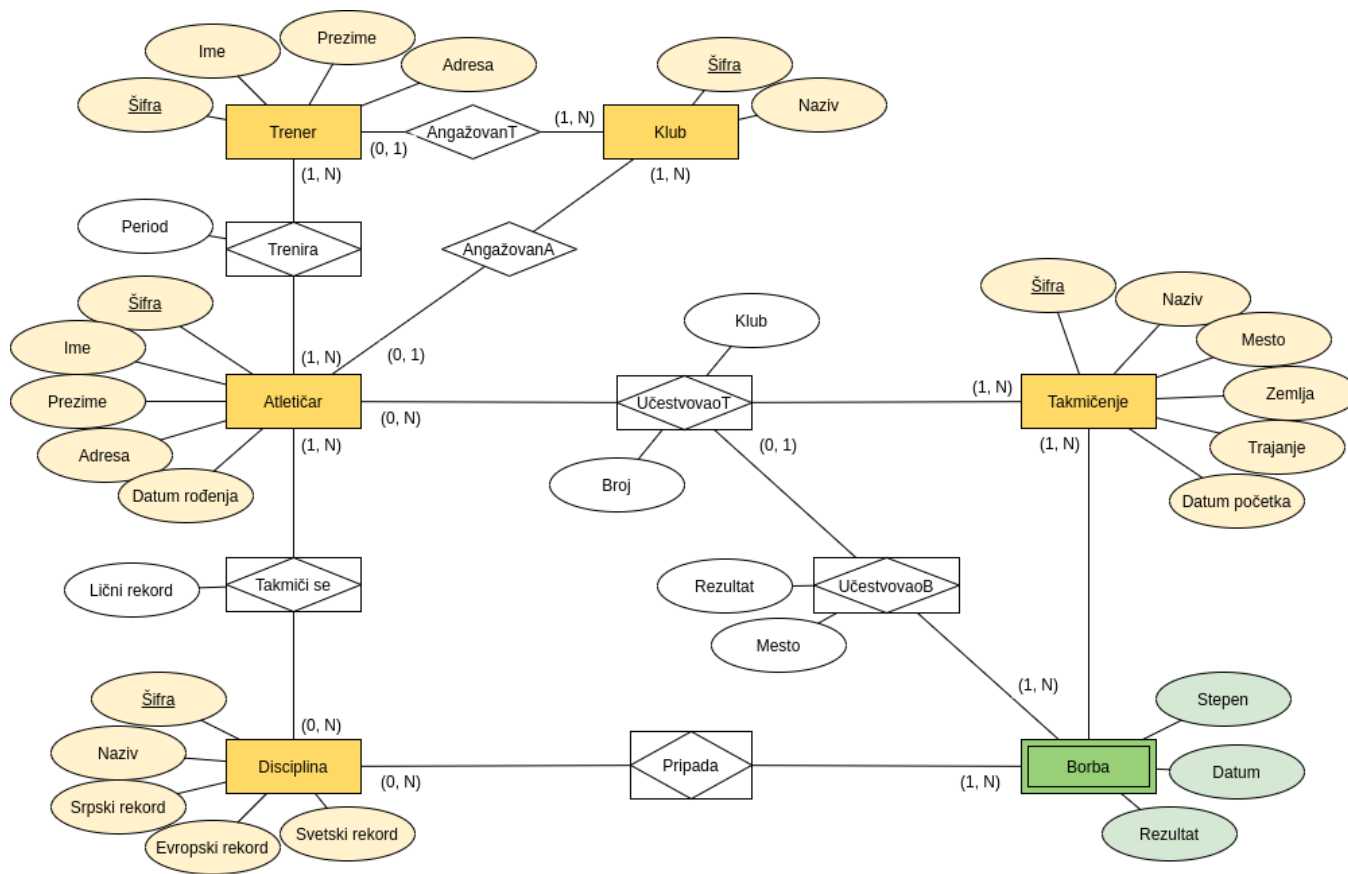 Prezime
Ime
Adresa
Šifra
Šifra
Naziv
Trener
AngažovanT
(1, N)
Klub
(0, 1)
(1, N)
(1, N)
Period
Trenira
AngažovanA
Šifra
Ime
Prezime
Adresa
Datum rođenja
(1, N)
(0, 1)
Atletičar
(0, N)
(1, N)
Klub
UčestvovaoT
(0, 1)
Broj
Šifra
Naziv
Mesto
Zemlja
Trajanje
Datum početka
(1, N)
Takmičenje
(1, N)
Lični rekord
Takmiči se
Rezultat
UčestvovaoB
Mesto
(1, N)
Šifra
Naziv
Srpski rekord
Evropski rekord
Svetski rekord
(0, N)
Disciplina
(0, N)
Pripada
(1, N)
Borba
Stepen
Datum
Rezultat